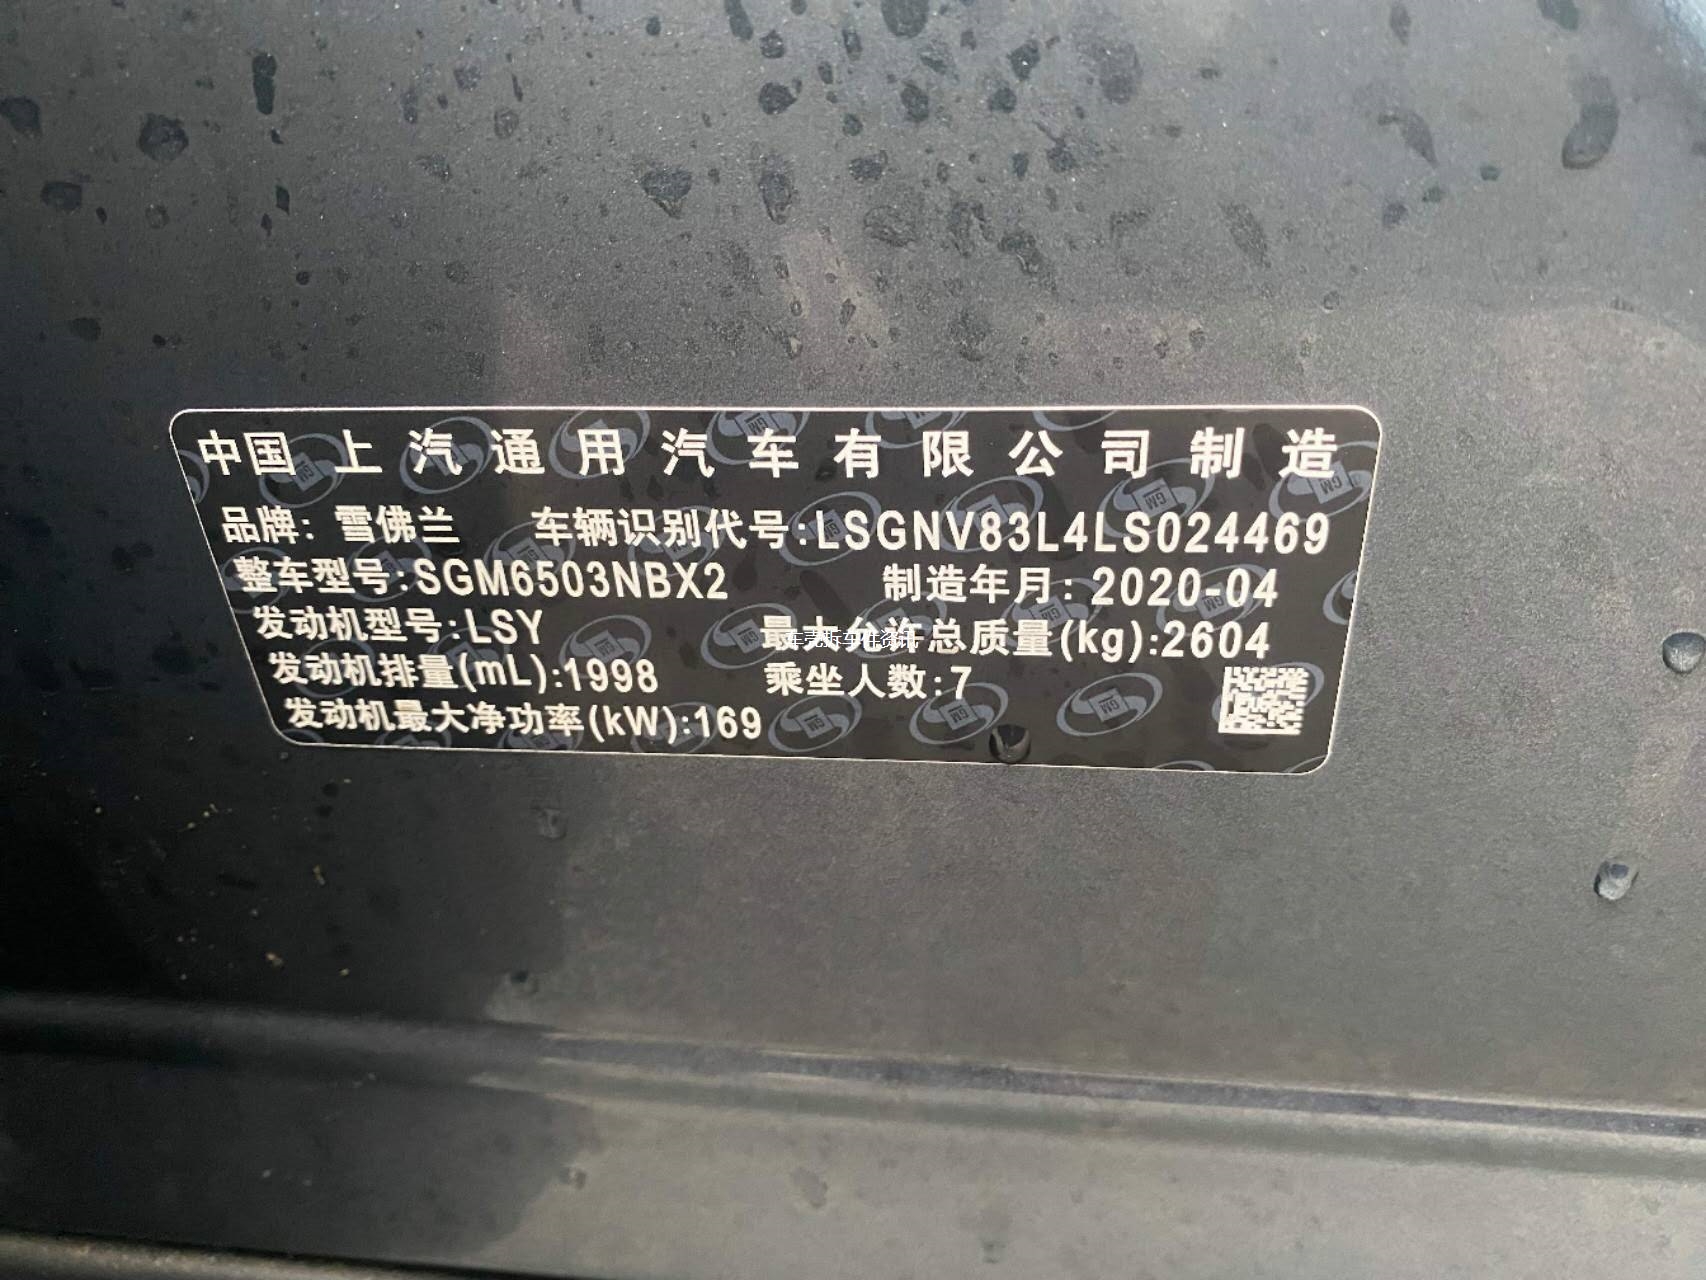 中国上汽通用汽车有限公司制造
品牌: 雪佛兰 车辆识别代号:LSGNV83L4LS024469
整车型号:SGM6503NBX2 制造年月: 2020-04
发动机型号:LSY 最大允许总质量(kg):2604
发动机排量(mL):1998 乘坐人数:7
发动机最大净功率(kW):169
GM